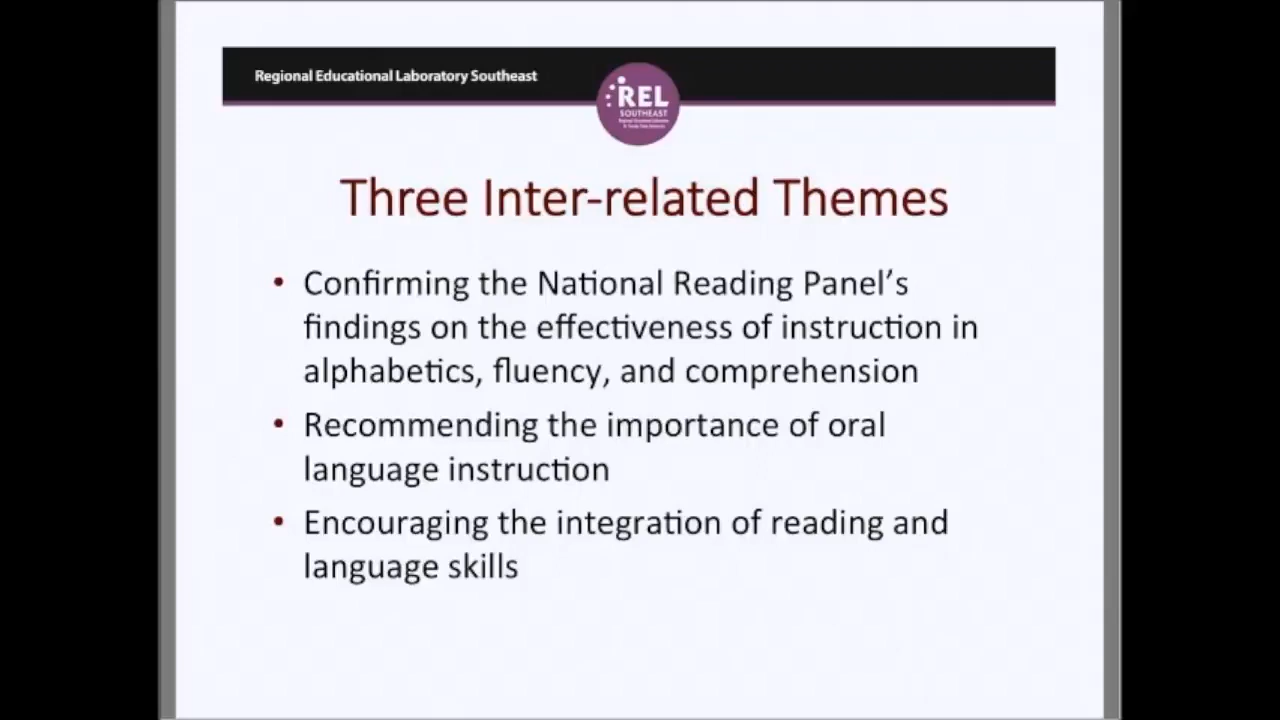 Regional Educational Laboratory Southeast
REL
SOUTHEAST
Three Inter-related Themes
• Confirming the National Reading Panel’s
findings on the effectiveness of instruction in
alphabetics, fluency, and comprehension
• Recommending the importance of oral
language instruction
• Encouraging the integration of reading and
language skills